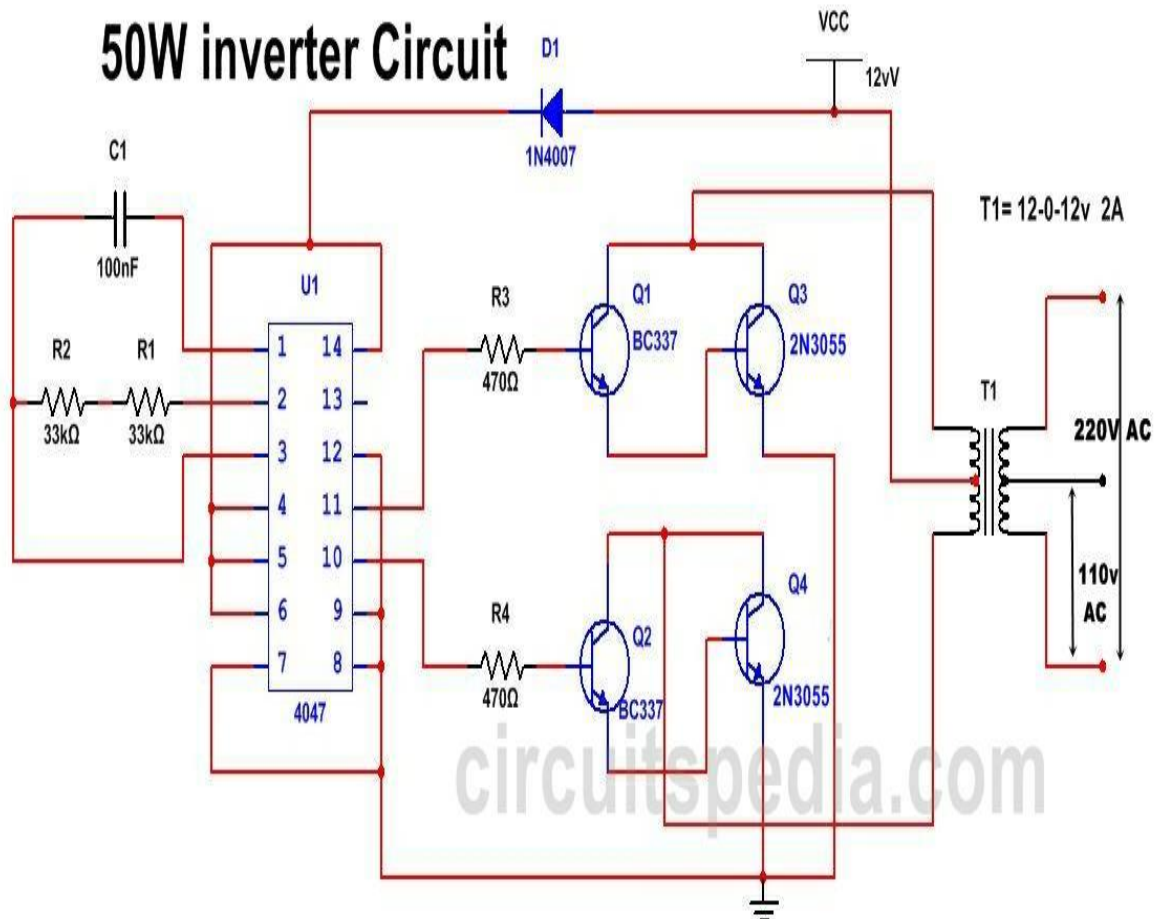 50W inverter Circuit
D1
1N4007
VCC
12vV
C1
100nF
T1= 12-0-12v 2A
U1
R2
33kΩ
R1
33kΩ
1 14
2 13
3 12
4 11
5 10
6 9
7 8
4047
R3
470Ω
Q1
BC337
Q3
2N3055
T1
220V AC
110v
AC
R4
470Ω
Q2
BC337
Q4
2N3055
circuitspedia.com